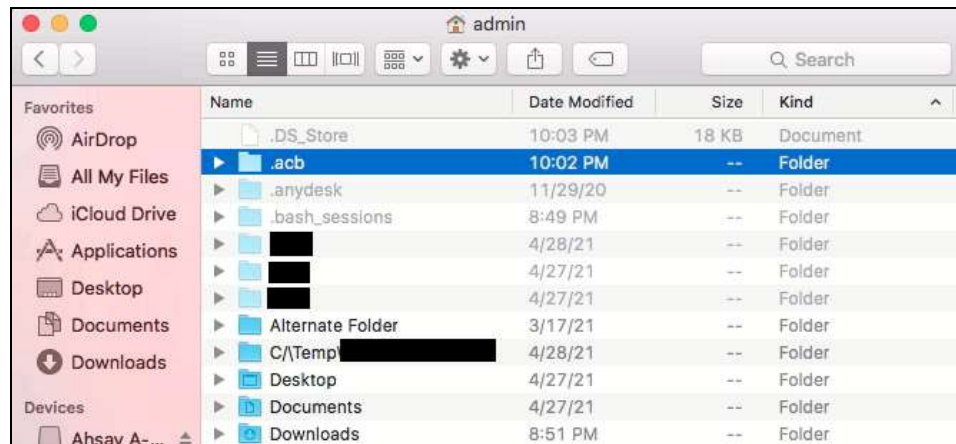 admin
Search
Favorites
AirDrop
All My Files
iCloud Drive
Applications
Desktop
Documents
Downloads
Devices
Ahsay A-...
Name Date Modified Size Kind
.DS_Store 10:03 PM 18 KB Document
.acb 10:02 PM -- Folder
.anydesk 11/29/20 -- Folder
.bash_sessions 8:49 PM -- Folder
4/28/21 -- Folder
4/27/21 -- Folder
4/27/21 -- Folder
Alternate Folder 3/17/21 -- Folder
C/\Temp\ 4/28/21 -- Folder
Desktop 4/27/21 -- Folder
Documents 4/27/21 -- Folder
Downloads 8:51 PM -- Folder